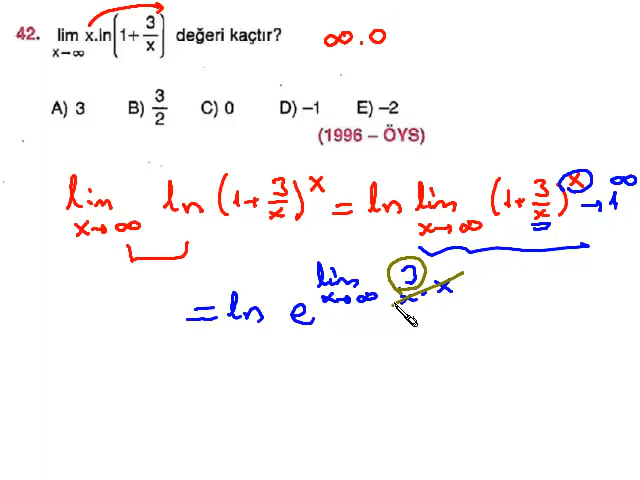 42. lim x→∞ x.ln(1+3/x) değeri kaçtır? ∞.0
A) 3 B) 3/2 C) 0 D) –1 E) –2
(1996 – ÖYS)
lim x→∞ ln (1+3/x)^x = ln lim x→∞ (1+3/x)^x → 1^∞
= ln e^(lim x→∞ 3/x · x)